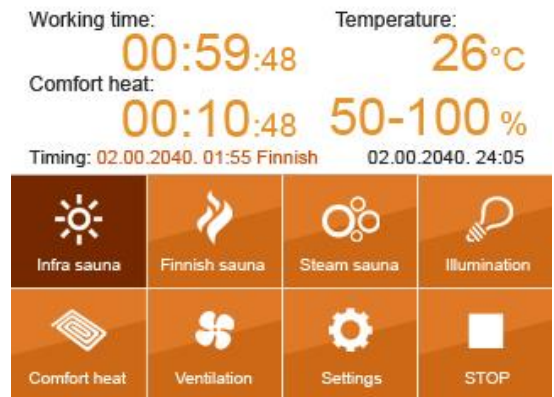 Working time: Temperature:
00:59:48 26°C
Comfort heat:
00:10:48 50-100 %
Timing: 02.00.2040. 01:55 Finnish 02.00.2040. 24:05
Infra sauna Finnish sauna Steam sauna Illumination
Comfort heat Ventilation Settings STOP